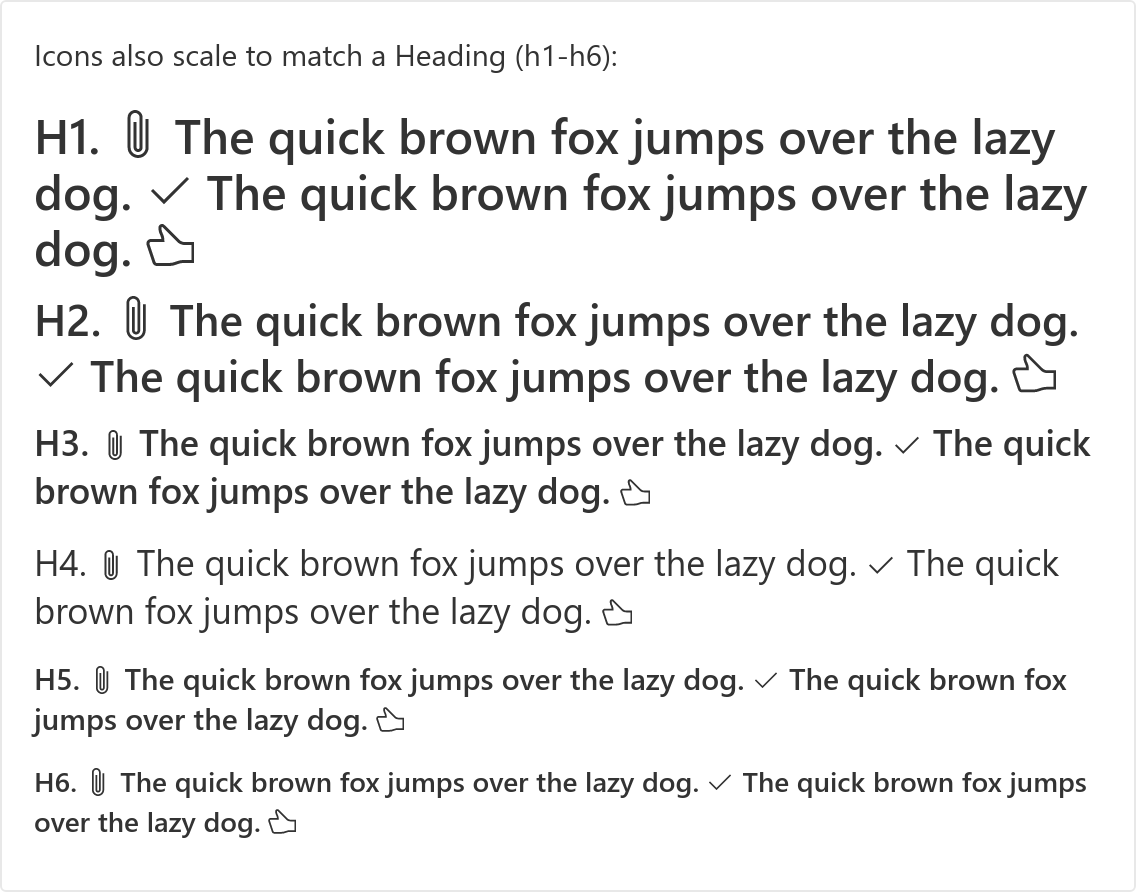 Icons also scale to match a Heading (h1-h6):
H1. The quick brown fox jumps over the lazy
dog. The quick brown fox jumps over the lazy
dog.
H2. The quick brown fox jumps over the lazy dog.
The quick brown fox jumps over the lazy dog.
H3. The quick brown fox jumps over the lazy dog. The quick
brown fox jumps over the lazy dog.
H4. The quick brown fox jumps over the lazy dog. The quick
brown fox jumps over the lazy dog.
H5. The quick brown fox jumps over the lazy dog. The quick brown fox
jumps over the lazy dog.
H6. The quick brown fox jumps over the lazy dog. The quick brown fox jumps
over the lazy dog.